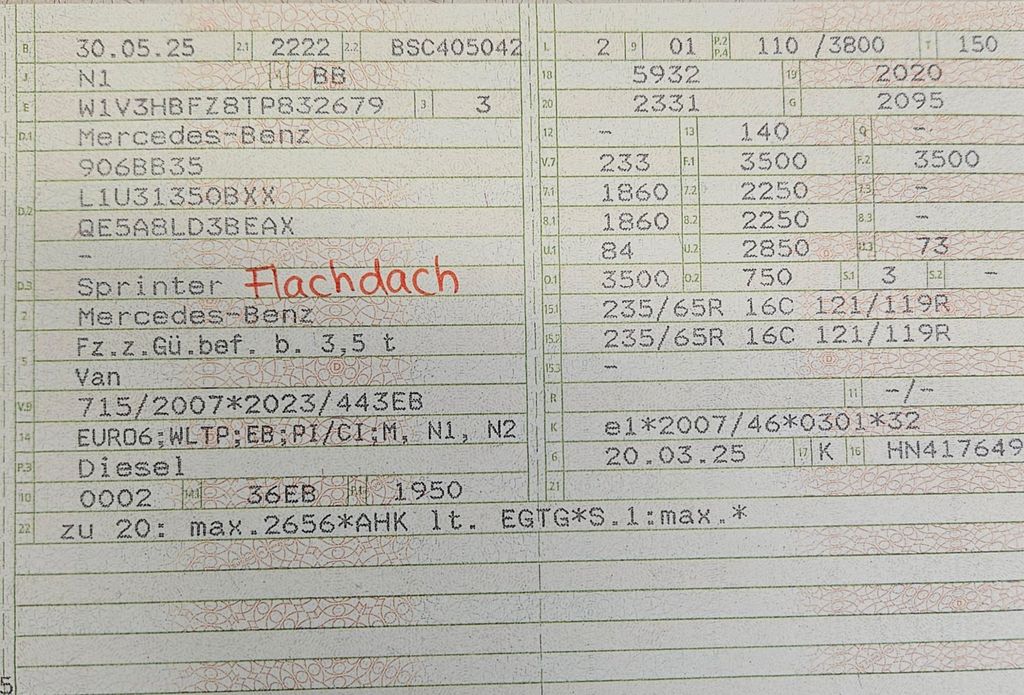 B. 30.05.25 2.1 2222 2.2 BSC405042
J N1 4 BB
E W1V3HBFZ8TP832679 3 3
D.1 Mercedes-Benz
906BB35
D.2 L1U31350BXX
QE5A8LD3BEAX
–
D.3 Sprinter Flachdach
2 Mercedes-Benz
5 Fz.z.Gü.bef. b. 3,5 t
Van
V.9 715/2007*2023/443EB
14 EURO6;WLTP;EB;PI/CI;M, N1, N2
P.3 Diesel
10 0002 14.1 36EB P.1 1950
22 zu 20: max.2656*AHK lt. EGTG*S.1:max.*
L 2 9 01 P.2 P.4 110 /3800 T 150
18 5932 19 2020
20 2331 G 2095
12 – 13 140 Q –
V.7 233 F.1 3500 F.2 3500
7.1 1860 7.2 2250 7.3 –
8.1 1860 8.2 2250 8.3 –
U.1 84 U.2 2850 U.3 73
O.1 3500 O.2 750 S.1 3 S.2 –
15.1 235/65R 16C 121/119R
15.2 235/65R 16C 121/119R
15.3 –
R 11 –/–
K e1*2007/46*0301*32
6 20.03.25 17 K 16 HN417649
21
5